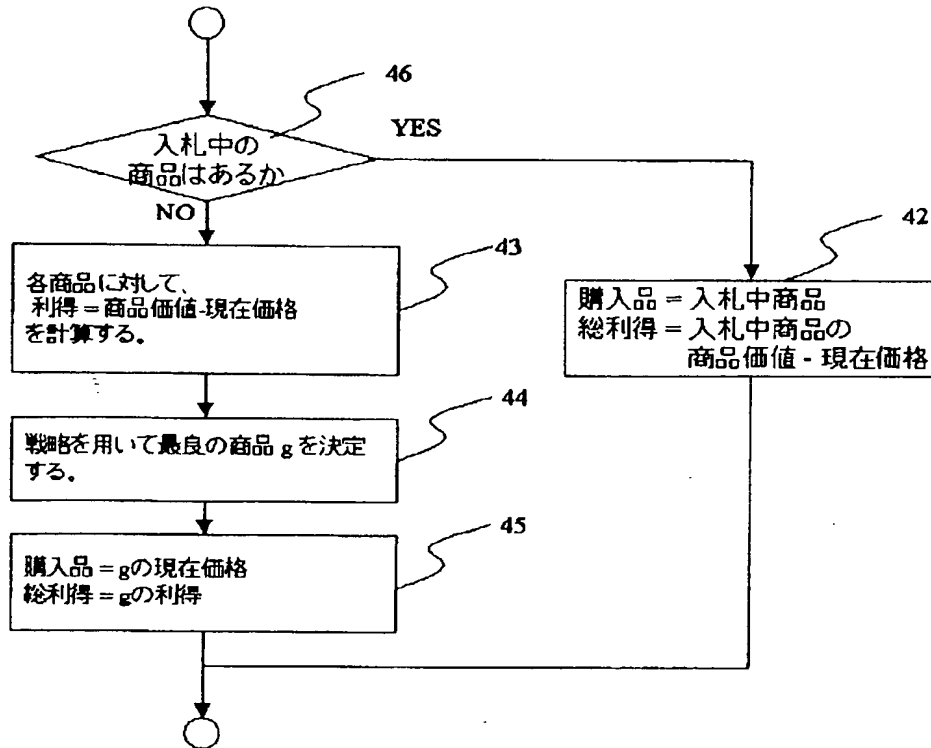 46
入札中の
商品はあるか
YES
NO
43
各商品に対して、
利得＝商品価値-現在価格
を計算する。
42
購入品 = 入札中商品
総利得 = 入札中商品の
商品価値 - 現在価格
44
戦略を用いて最良の商品 g を決定
する。
45
購入品 = gの現在価格
総利得 = gの利得